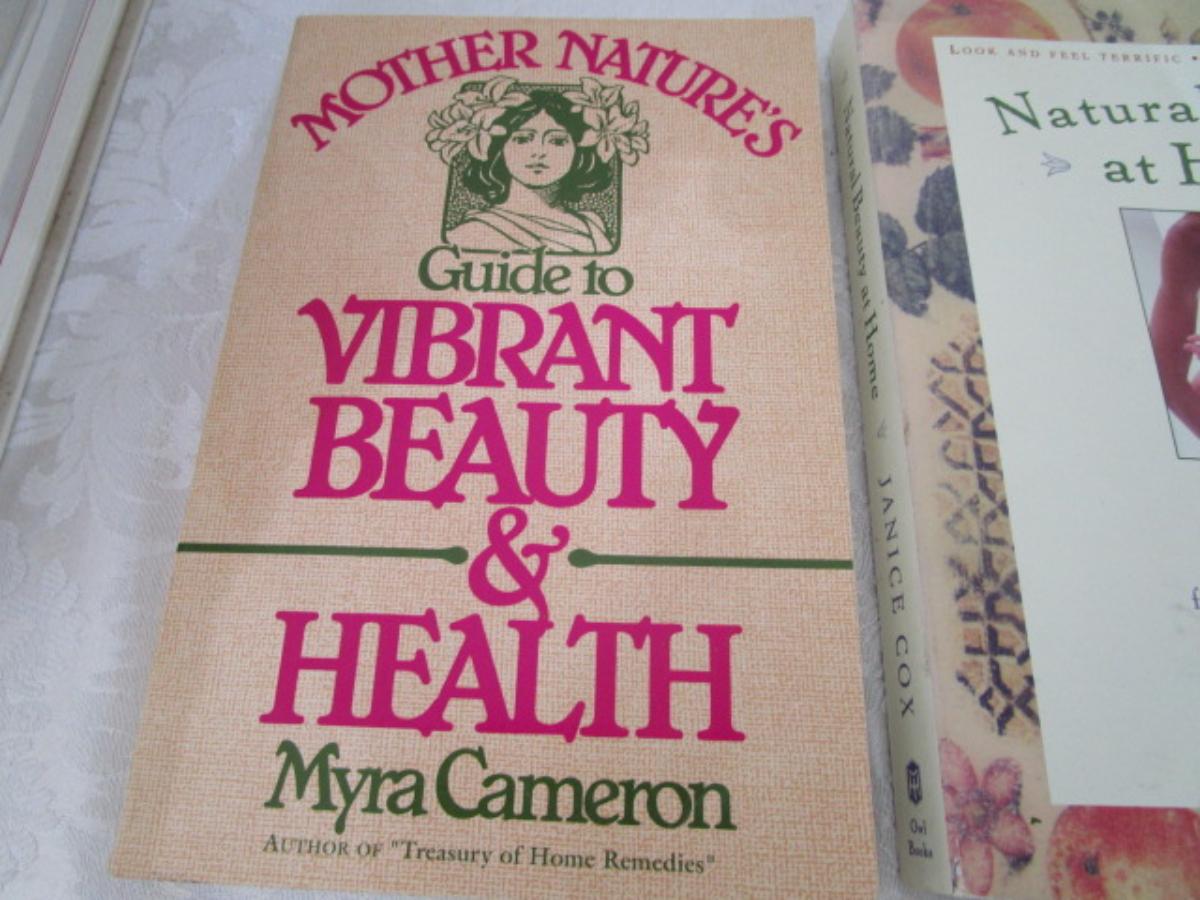 MOTHER NATURE'S
Guide to
VIBRANT
BEAUTY
&
HEALTH
Myra Cameron
AUTHOR OF "Treasury of Home Remedies"
Natural Beauty at Home JANICE COX
Owl
Books
LOOK AND FEEL TERRIFIC •
Natura
at H